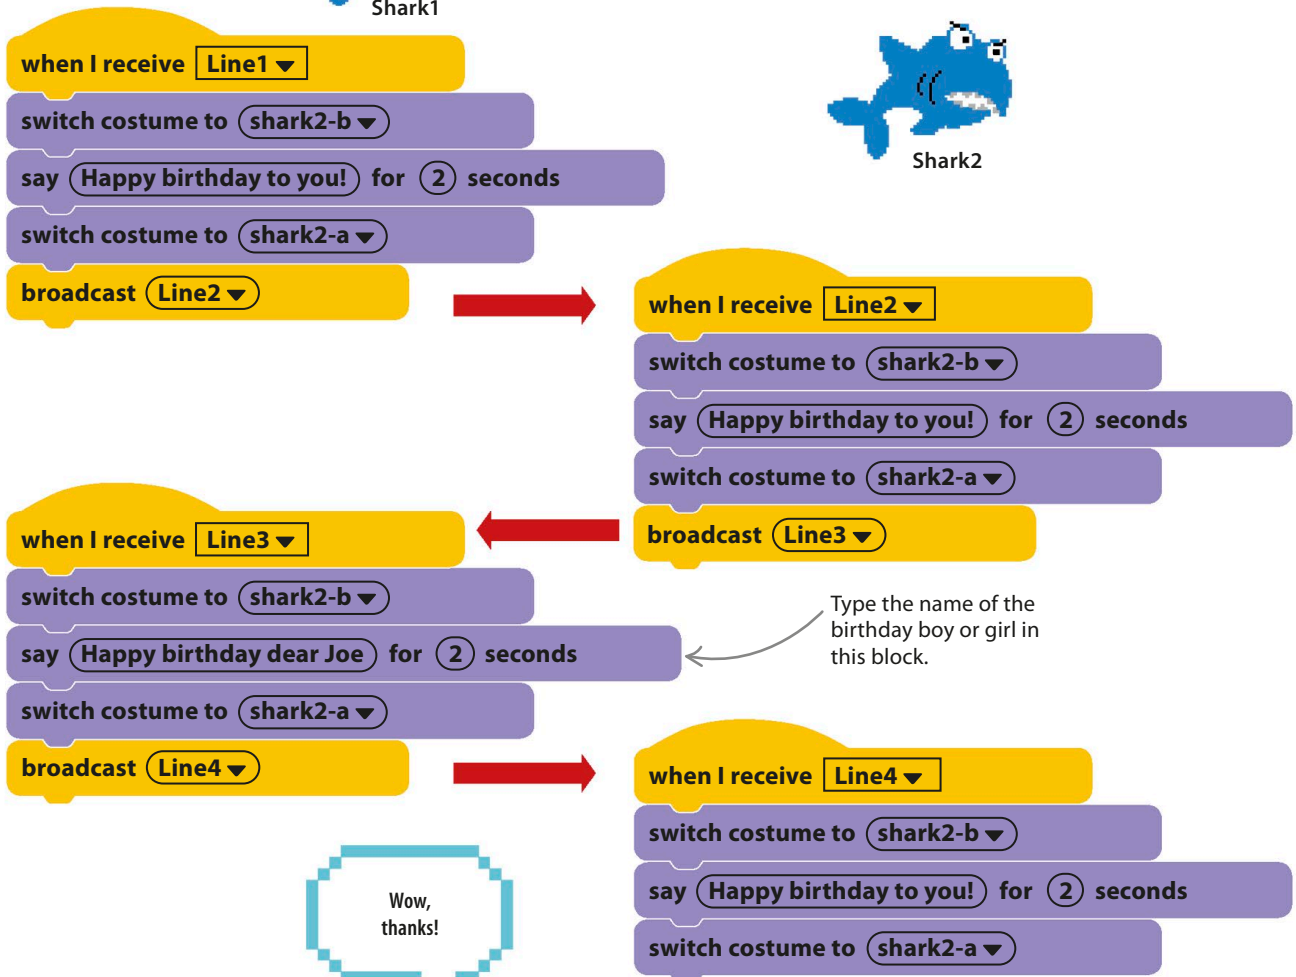 Shark1
when I receive Line1
switch costume to shark2-b
say Happy birthday to you! for 2 seconds
switch costume to shark2-a
broadcast Line2
Shark2
when I receive Line2
switch costume to shark2-b
say Happy birthday to you! for 2 seconds
switch costume to shark2-a
broadcast Line3
when I receive Line3
switch costume to shark2-b
say Happy birthday dear Joe for 2 seconds
switch costume to shark2-a
broadcast Line4
Type the name of the
birthday boy or girl in
this block.
when I receive Line4
switch costume to shark2-b
say Happy birthday to you! for 2 seconds
switch costume to shark2-a
Wow,
thanks!